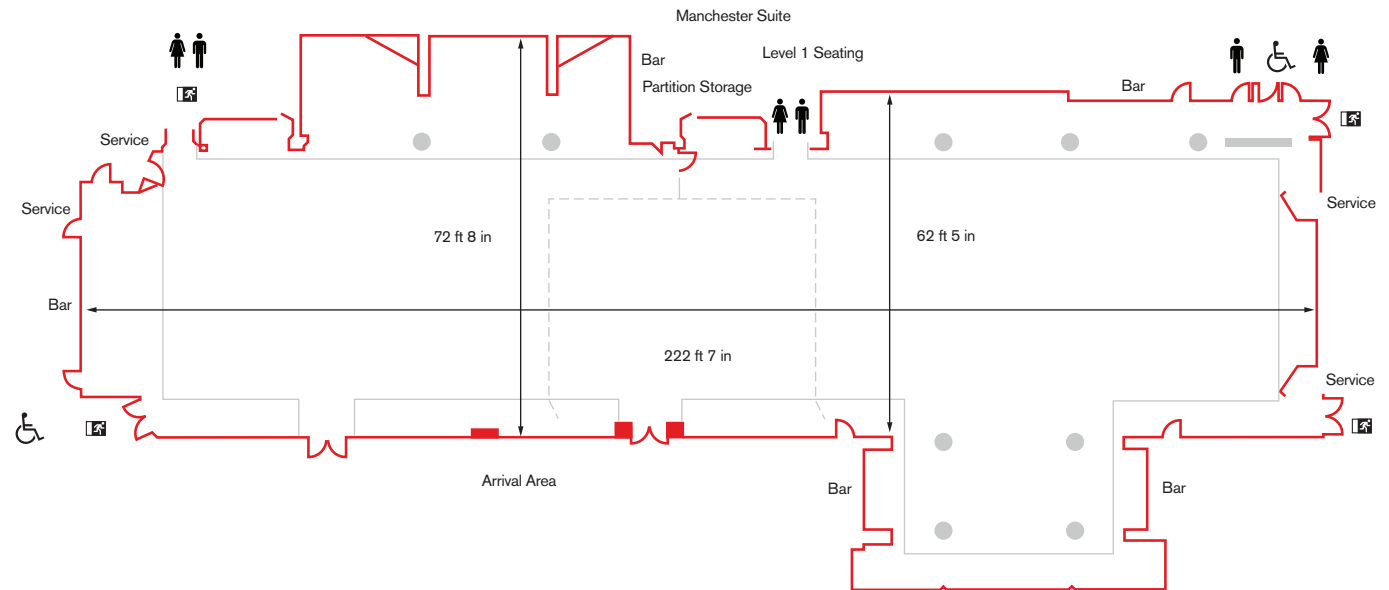 Manchester Suite
Level 1 Seating
Bar
Partition Storage
Bar
Service
Service
Service
72 ft 8 in
62 ft 5 in
Bar
222 ft 7 in
Service
Arrival Area
Bar
Bar